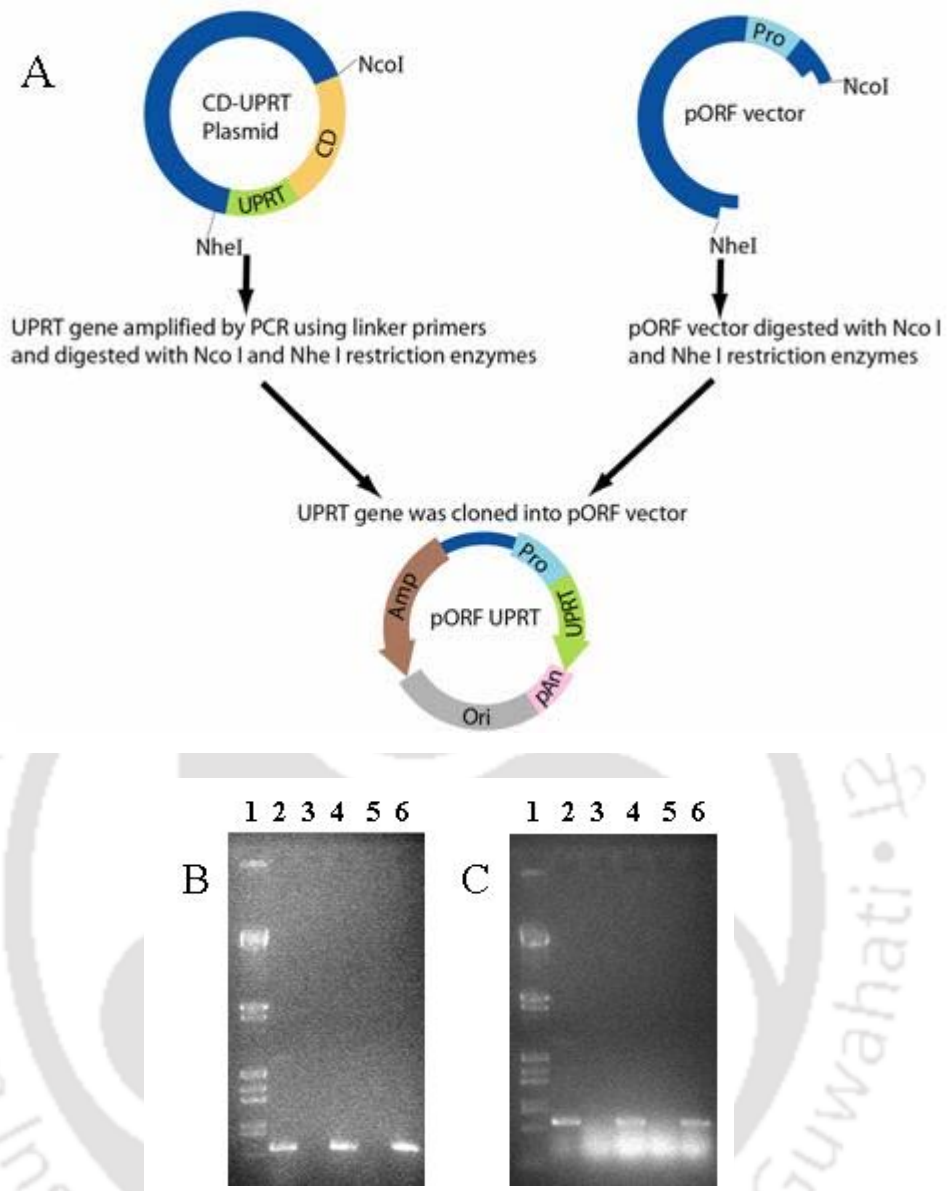 A
NcoI
CD-UPRT
Plasmid
CD
UPRT
NheI
Pro
NcoI
pORF vector
NheI
UPRT gene amplified by PCR using linker primers
and digested with Nco I and Nhe I restriction enzymes
pORF vector digested with Nco I
and Nhe I restriction enzymes
UPRT gene was cloned into pORF vector
Pro
Amp
pORF UPRT
UPRT
pAn
Ori
1 2 3 4 5 6
B
1 2 3 4 5 6
C
Guwahati